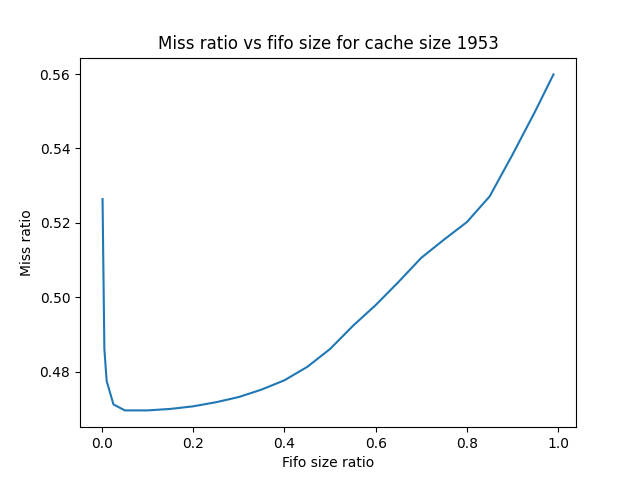 Miss ratio vs fifo size for cache size 1953
0.56
0.54
0.52
0.50
0.48
Miss ratio
0.0 0.2 0.4 0.6 0.8 1.0
Fifo size ratio